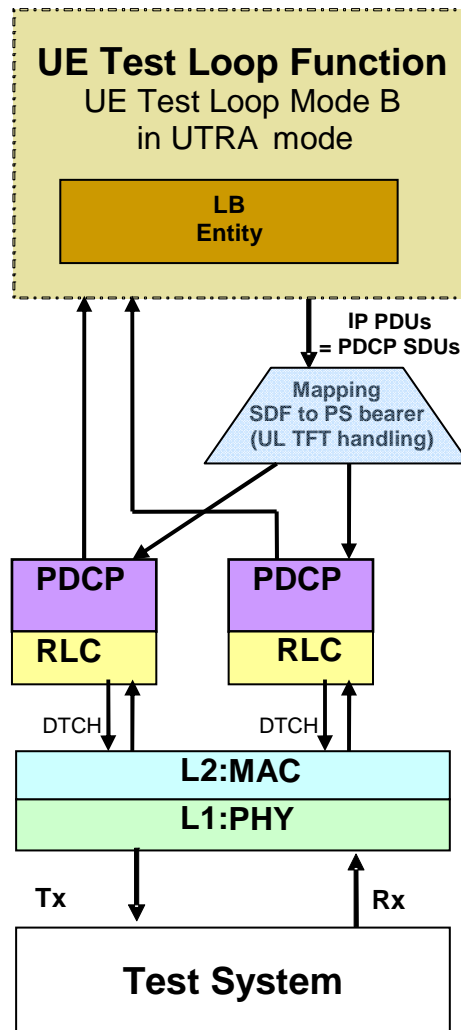 UE Test Loop Function
UE Test Loop Mode B
in UTRA mode
LB
Entity
IP PDUs
= PDCP SDUs
Mapping
SDF to PS bearer
(UL TFT handling)
PDCP
PDCP
RLC
RLC
DTCH
DTCH
L2:MAC
L1:PHY
Tx
Rx
Test System